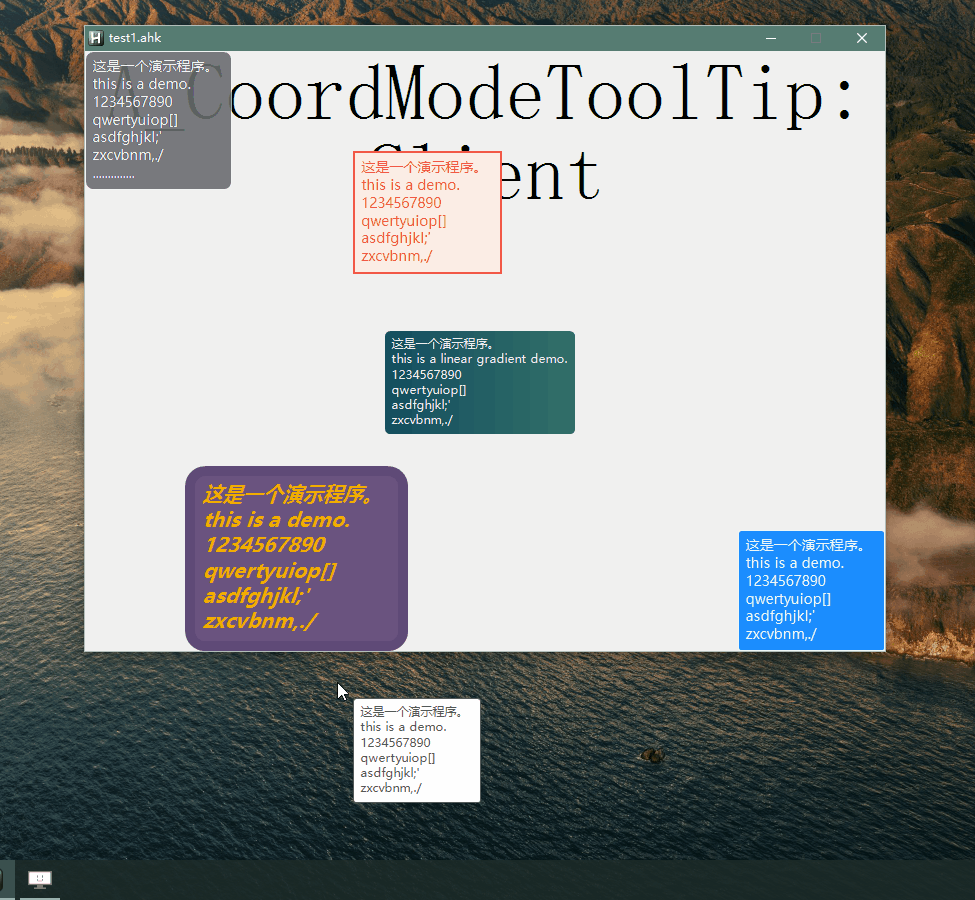 test1.ahk
A_CoordModeToolTip:
Client
这是一个演示程序。
this is a demo.
1234567890
qwertyuiop[]
asdfghjkl;'
zxcvbnm,./
..............
这是一个演示程序。
this is a demo.
1234567890
qwertyuiop[]
asdfghjkl;'
zxcvbnm,./
这是一个演示程序。
this is a linear gradient demo.
1234567890
qwertyuiop[]
asdfghjkl;'
zxcvbnm,./
这是一个演示程序。
this is a demo.
1234567890
qwertyuiop[]
asdfghjkl;'
zxcvbnm,./
这是一个演示程序。
this is a demo.
1234567890
qwertyuiop[]
asdfghjkl;'
zxcvbnm,./
这是一个演示程序。
this is a demo.
1234567890
qwertyuiop[]
asdfghjkl;'
zxcvbnm,./